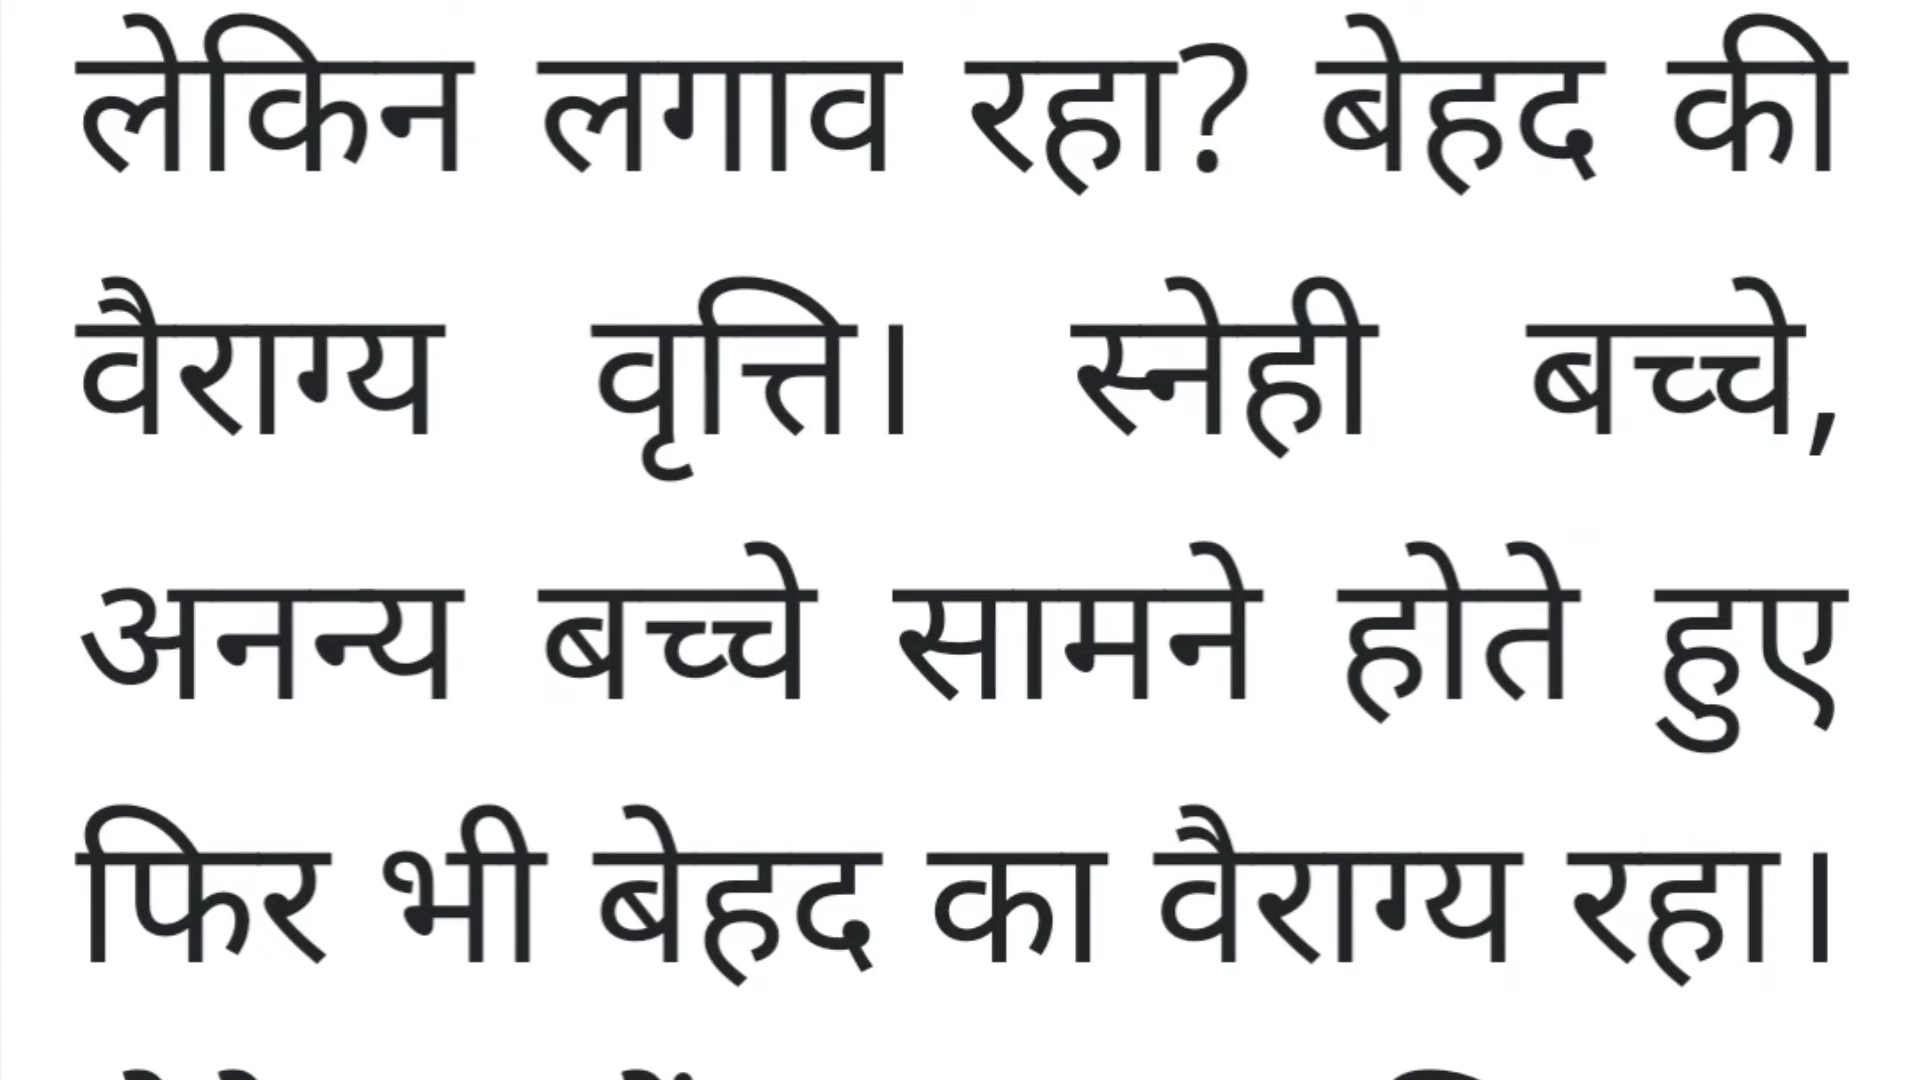 लेकिन लगाव रहा? बेहद की
वैराग्य वृत्ति। स्नेही बच्चे,
अनन्य बच्चे सामने होते हुए
फिर भी बेहद का वैराग्य रहा।